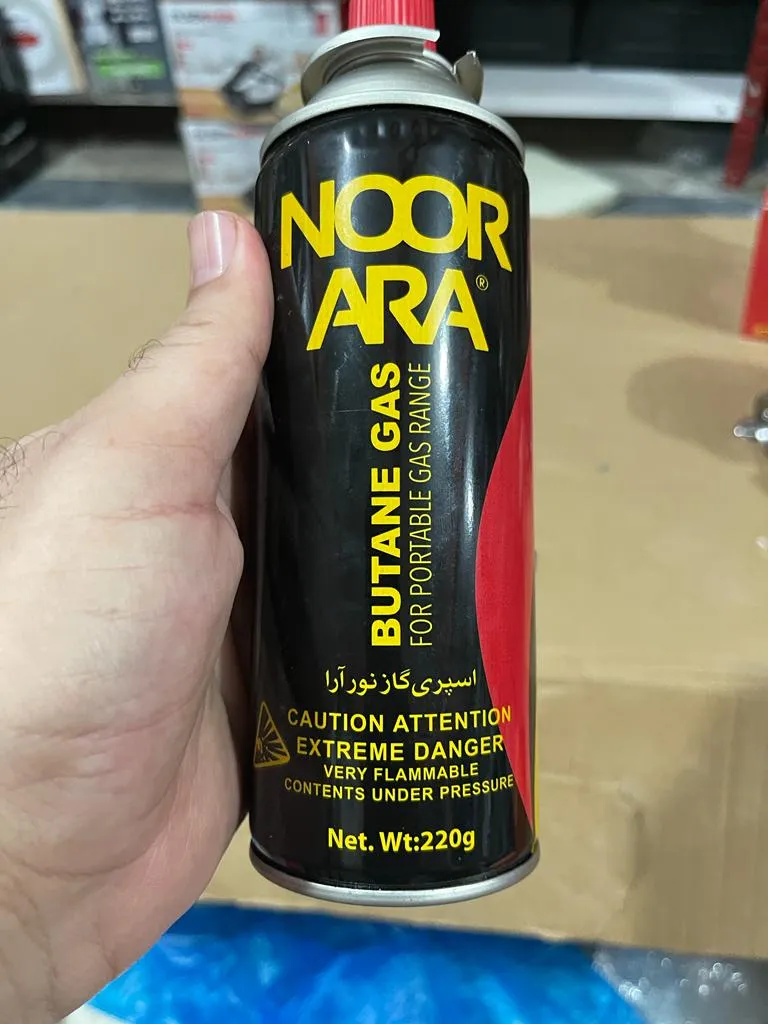 NOOR
ARA®
BUTANE GAS
FOR PORTABLE GAS RANGE
اسپری گاز نور آرا
CAUTION ATTENTION
EXTREME DANGER
VERY FLAMMABLE
CONTENTS UNDER PRESSURE
Net. Wt:220g